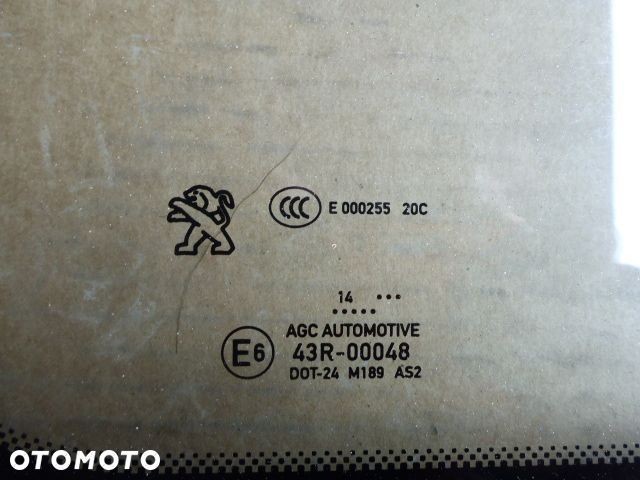 CCC E 000255 20C
14 ...
.....
AGC AUTOMOTIVE
E6 43R-00048
DOT-24 M189 AS2
OTOMOTO